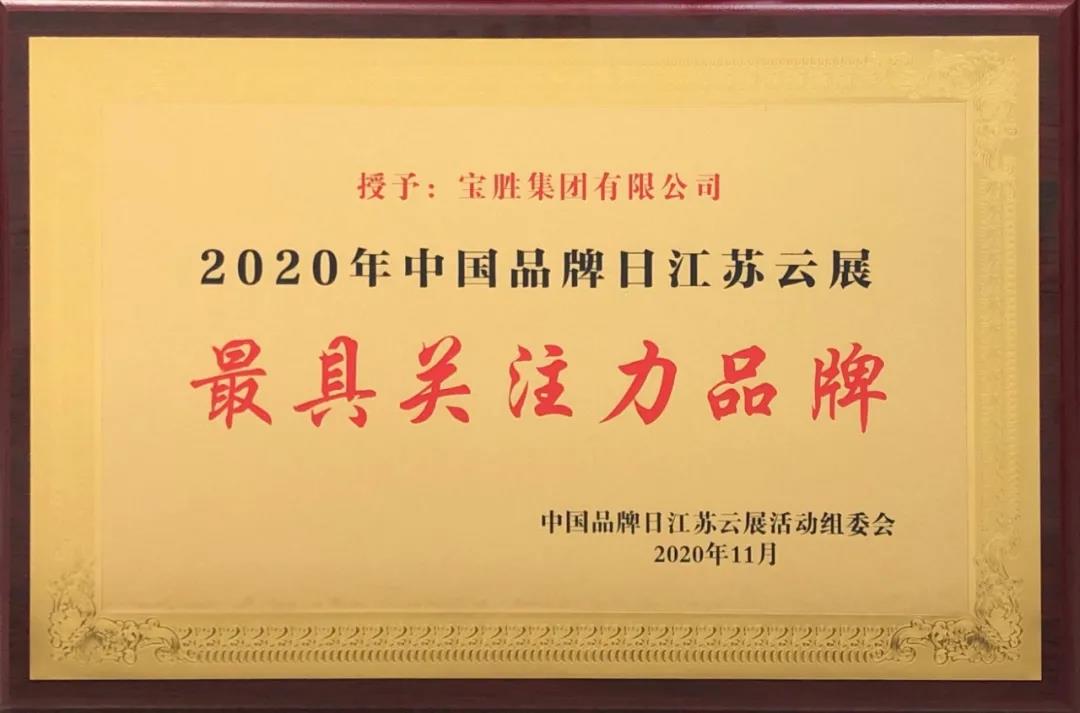 授予：宝胜集团有限公司
2020年中国品牌日江苏云展
最具关注力品牌
中国品牌日江苏云展活动组委会
2020年11月